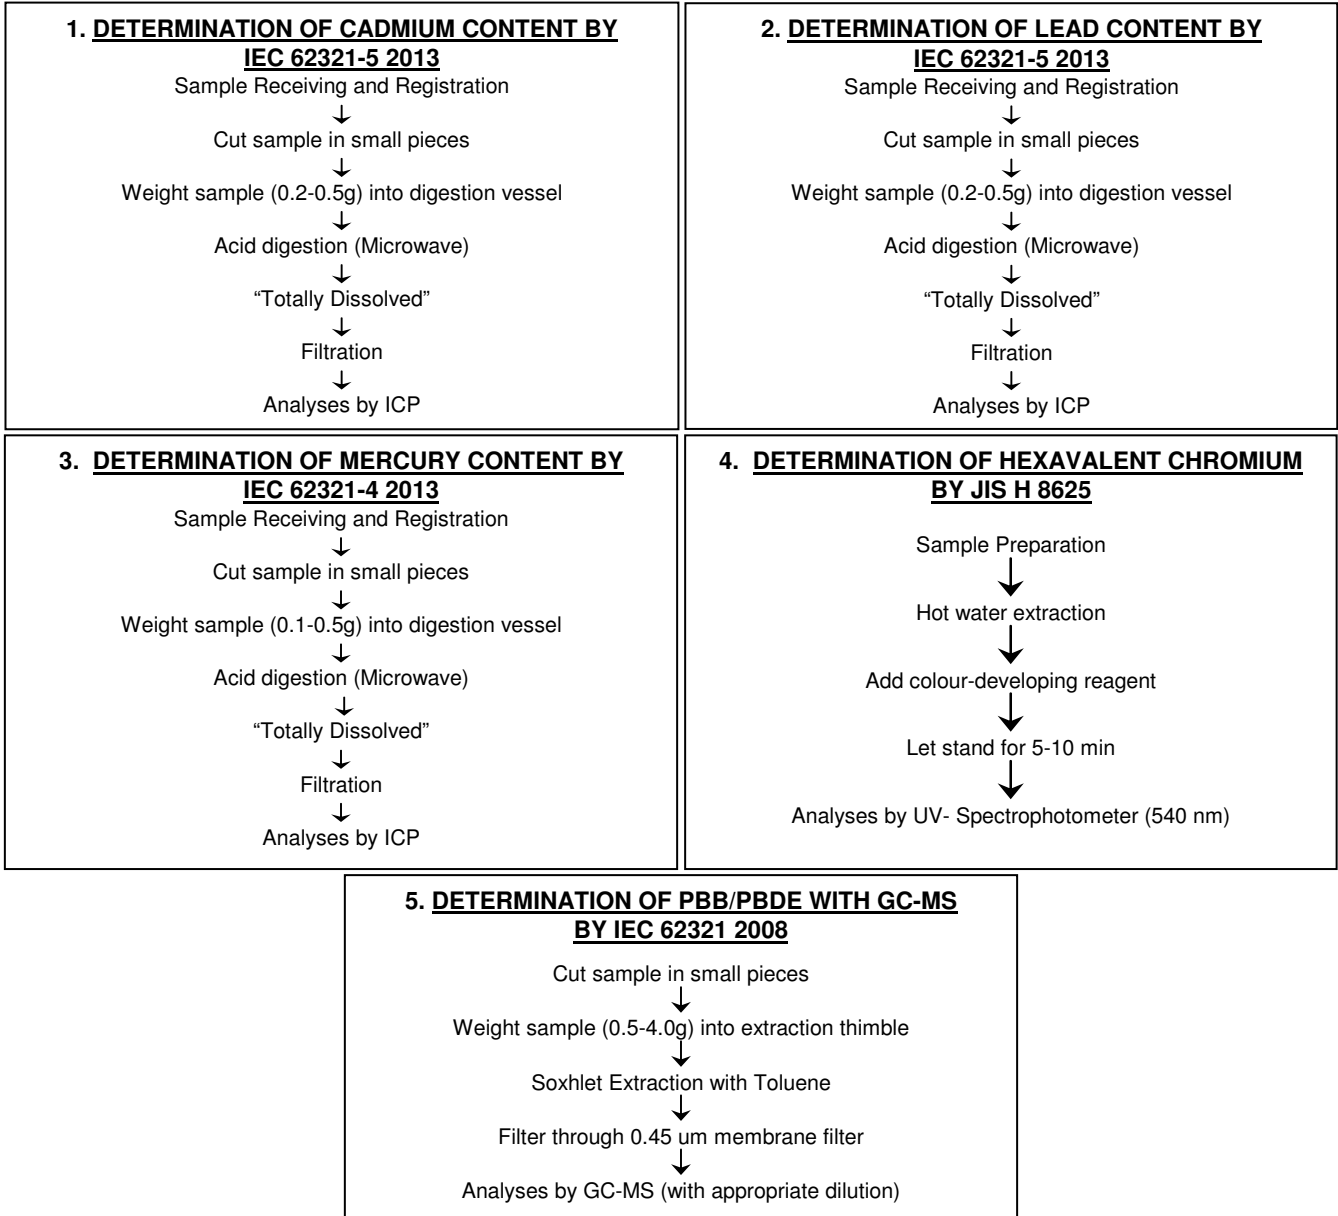 1. DETERMINATION OF CADMIUM CONTENT BY
IEC 62321-5 2013
Sample Receiving and Registration
Cut sample in small pieces
Weight sample (0.2-0.5g) into digestion vessel
Acid digestion (Microwave)
“Totally Dissolved”
Filtration
Analyses by ICP
2. DETERMINATION OF LEAD CONTENT BY
IEC 62321-5 2013
Sample Receiving and Registration
Cut sample in small pieces
Weight sample (0.2-0.5g) into digestion vessel
Acid digestion (Microwave)
“Totally Dissolved”
Filtration
Analyses by ICP
3. DETERMINATION OF MERCURY CONTENT BY
IEC 62321-4 2013
Sample Receiving and Registration
Cut sample in small pieces
Weight sample (0.1-0.5g) into digestion vessel
Acid digestion (Microwave)
“Totally Dissolved”
Filtration
Analyses by ICP
4. DETERMINATION OF HEXAVALENT CHROMIUM
BY JIS H 8625
Sample Preparation
Hot water extraction
Add colour-developing reagent
Let stand for 5-10 min
Analyses by UV- Spectrophotometer (540 nm)
5. DETERMINATION OF PBB/PBDE WITH GC-MS
BY IEC 62321 2008
Cut sample in small pieces
Weight sample (0.5-4.0g) into extraction thimble
Soxhlet Extraction with Toluene
Filter through 0.45 um membrane filter
Analyses by GC-MS (with appropriate dilution)